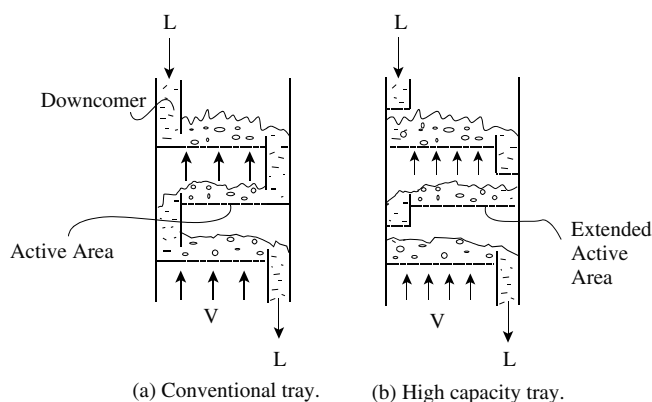 L
Downcomer
Active Area
V
L
(a) Conventional tray.
L
Extended
Active
Area
V
L
(b) High capacity tray.